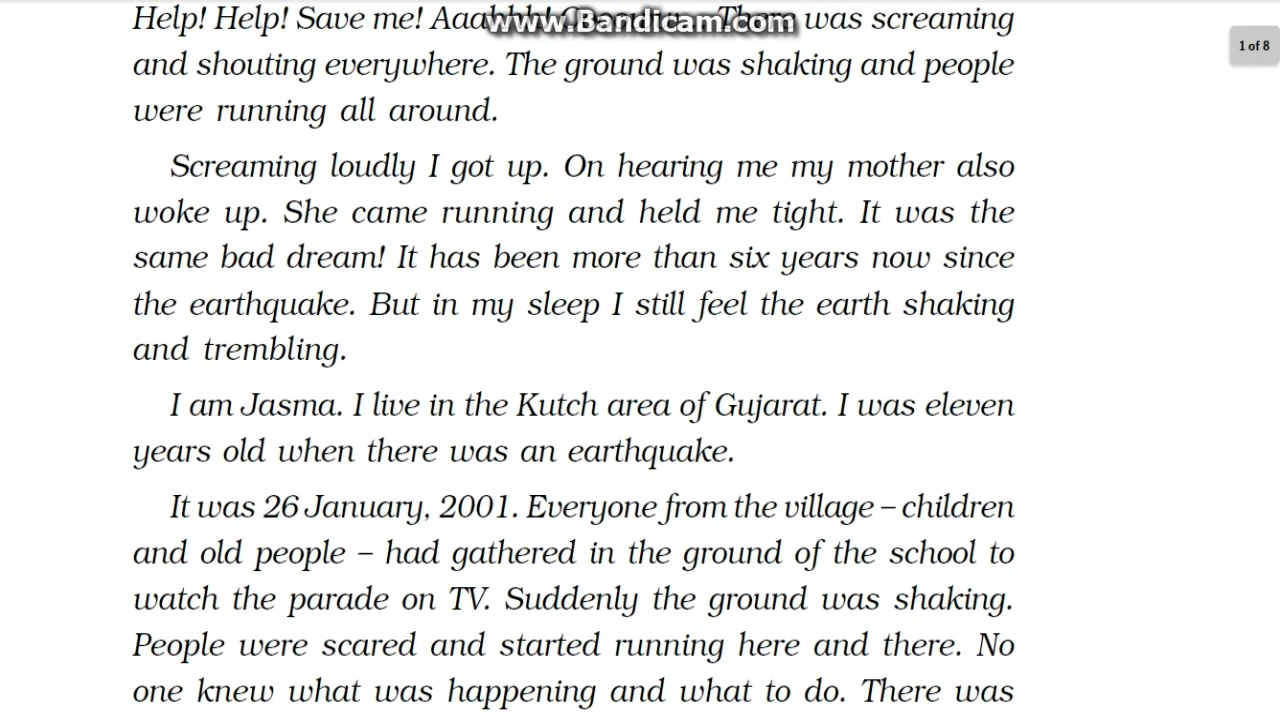 Help! Help! Save me! was screaming
www.Bandicam.com
1 of 8
and shouting everywhere. The ground was shaking and people
were running all around.
Screaming loudly I got up. On hearing me my mother also
woke up. She came running and held me tight. It was the
same bad dream! It has been more than six years now since
the earthquake. But in my sleep I still feel the earth shaking
and trembling.
I am Jasma. I live in the Kutch area of Gujarat. I was eleven
years old when there was an earthquake.
It was 26 January, 2001. Everyone from the village – children
and old people – had gathered in the ground of the school to
watch the parade on TV. Suddenly the ground was shaking.
People were scared and started running here and there. No
one knew what was happening and what to do. There was